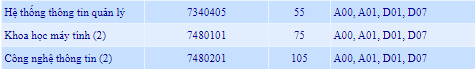 Hệ thống thông tin quản lý 7340405 55 A00, A01, D01, D07
Khoa học máy tính (2) 7480101 75 A00, A01, D01, D07
Công nghệ thông tin (2) 7480201 105 A00, A01, D01, D07